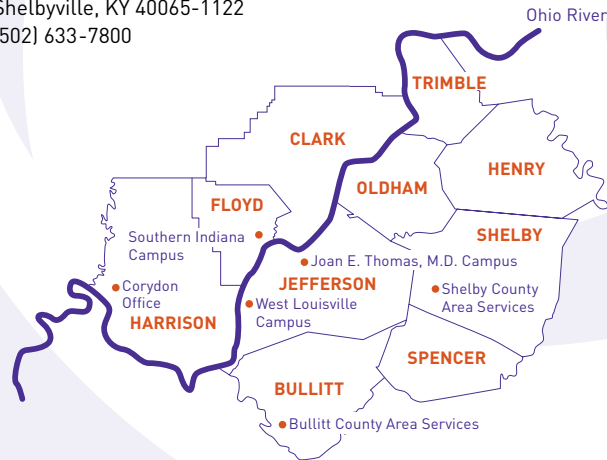 Shelbyville, KY 40065-1122
(502) 633-7800
Ohio River
TRIMBLE
CLARK
HENRY
OLDHAM
FLOYD
SHELBY
Southern Indiana
Campus
Joan E. Thomas, M.D. Campus
JEFFERSON
Corydon
Office
Shelby County
Area Services
West Louisville
Campus
HARRISON
SPENCER
BULLITT
Bullitt County Area Services